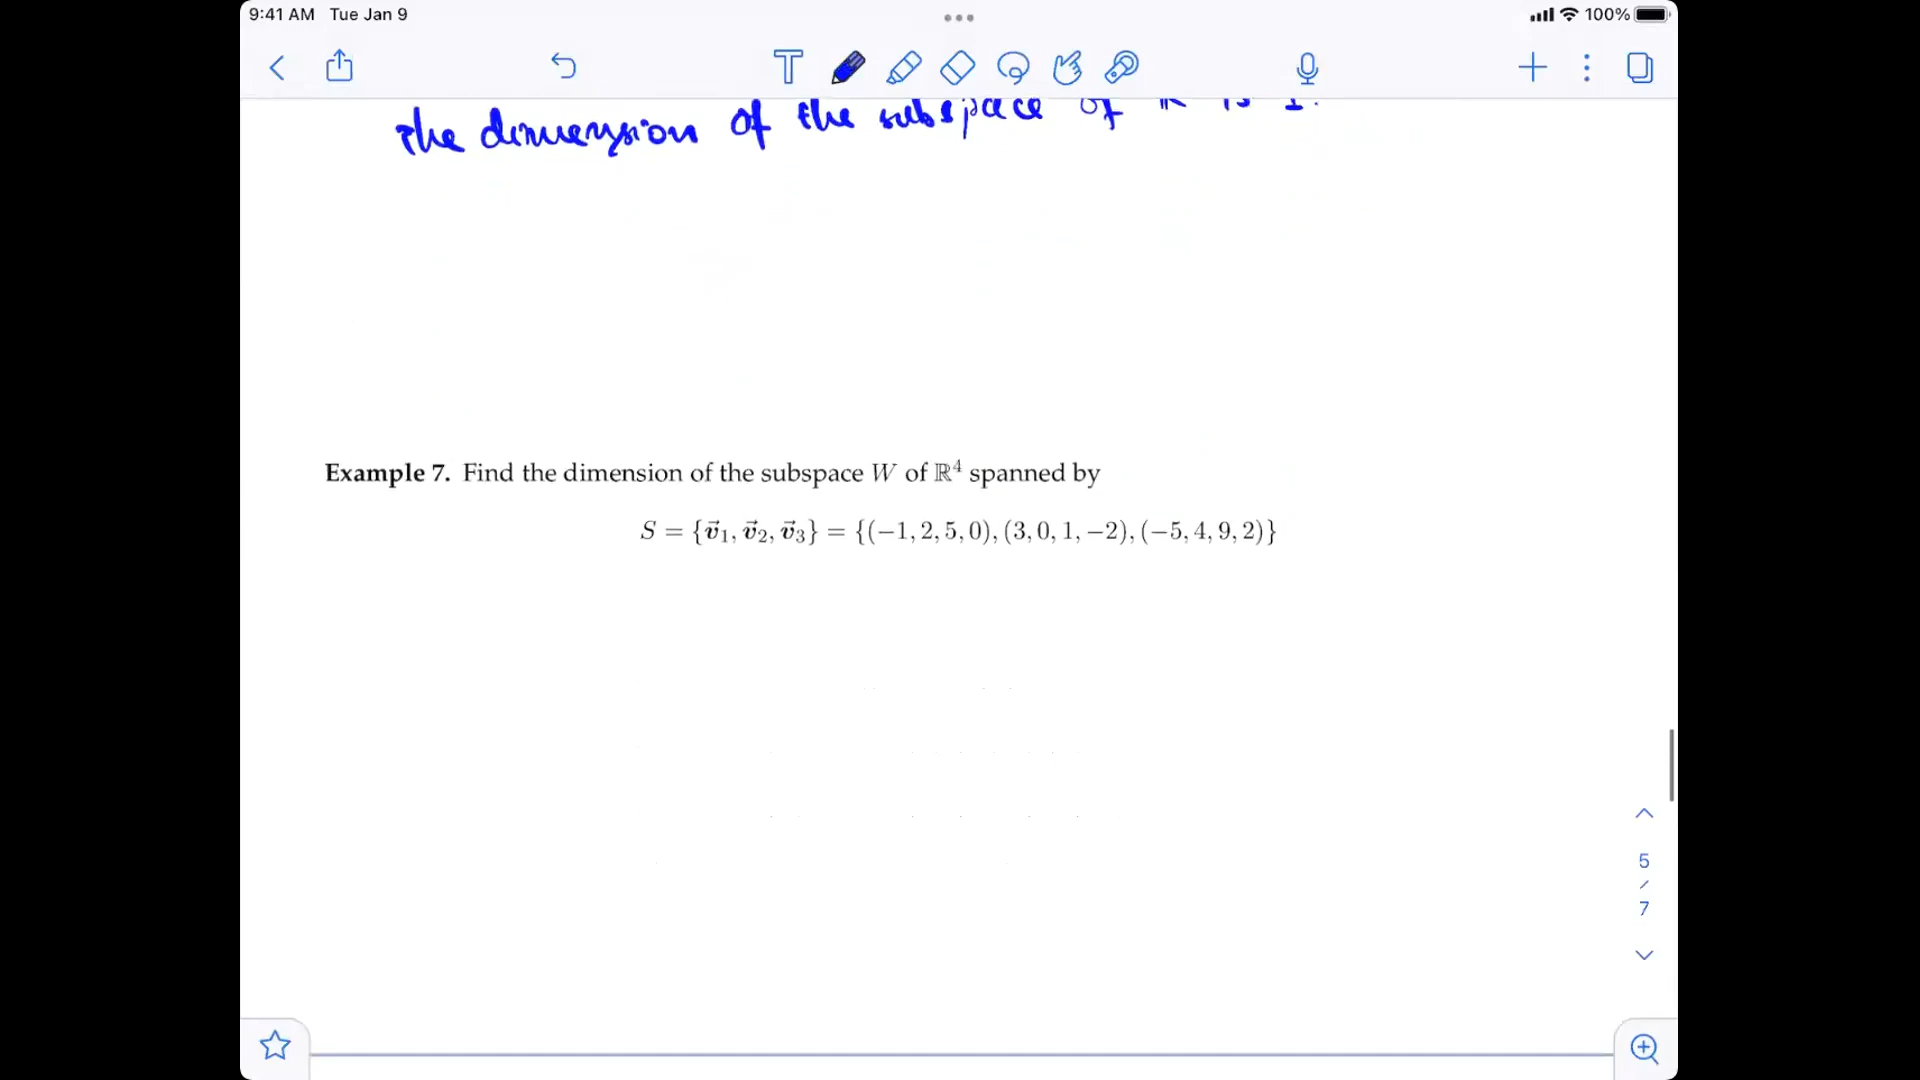 9:41 AM Tue Jan 9
100%
the dimension of the subspace of
Example 7. Find the dimension of the subspace W of ℝ⁴ spanned by
S = {v⃗₁, v⃗₂, v⃗₃} = {(−1, 2, 5, 0), (3, 0, 1, −2), (−5, 4, 9, 2)}
5
/
7